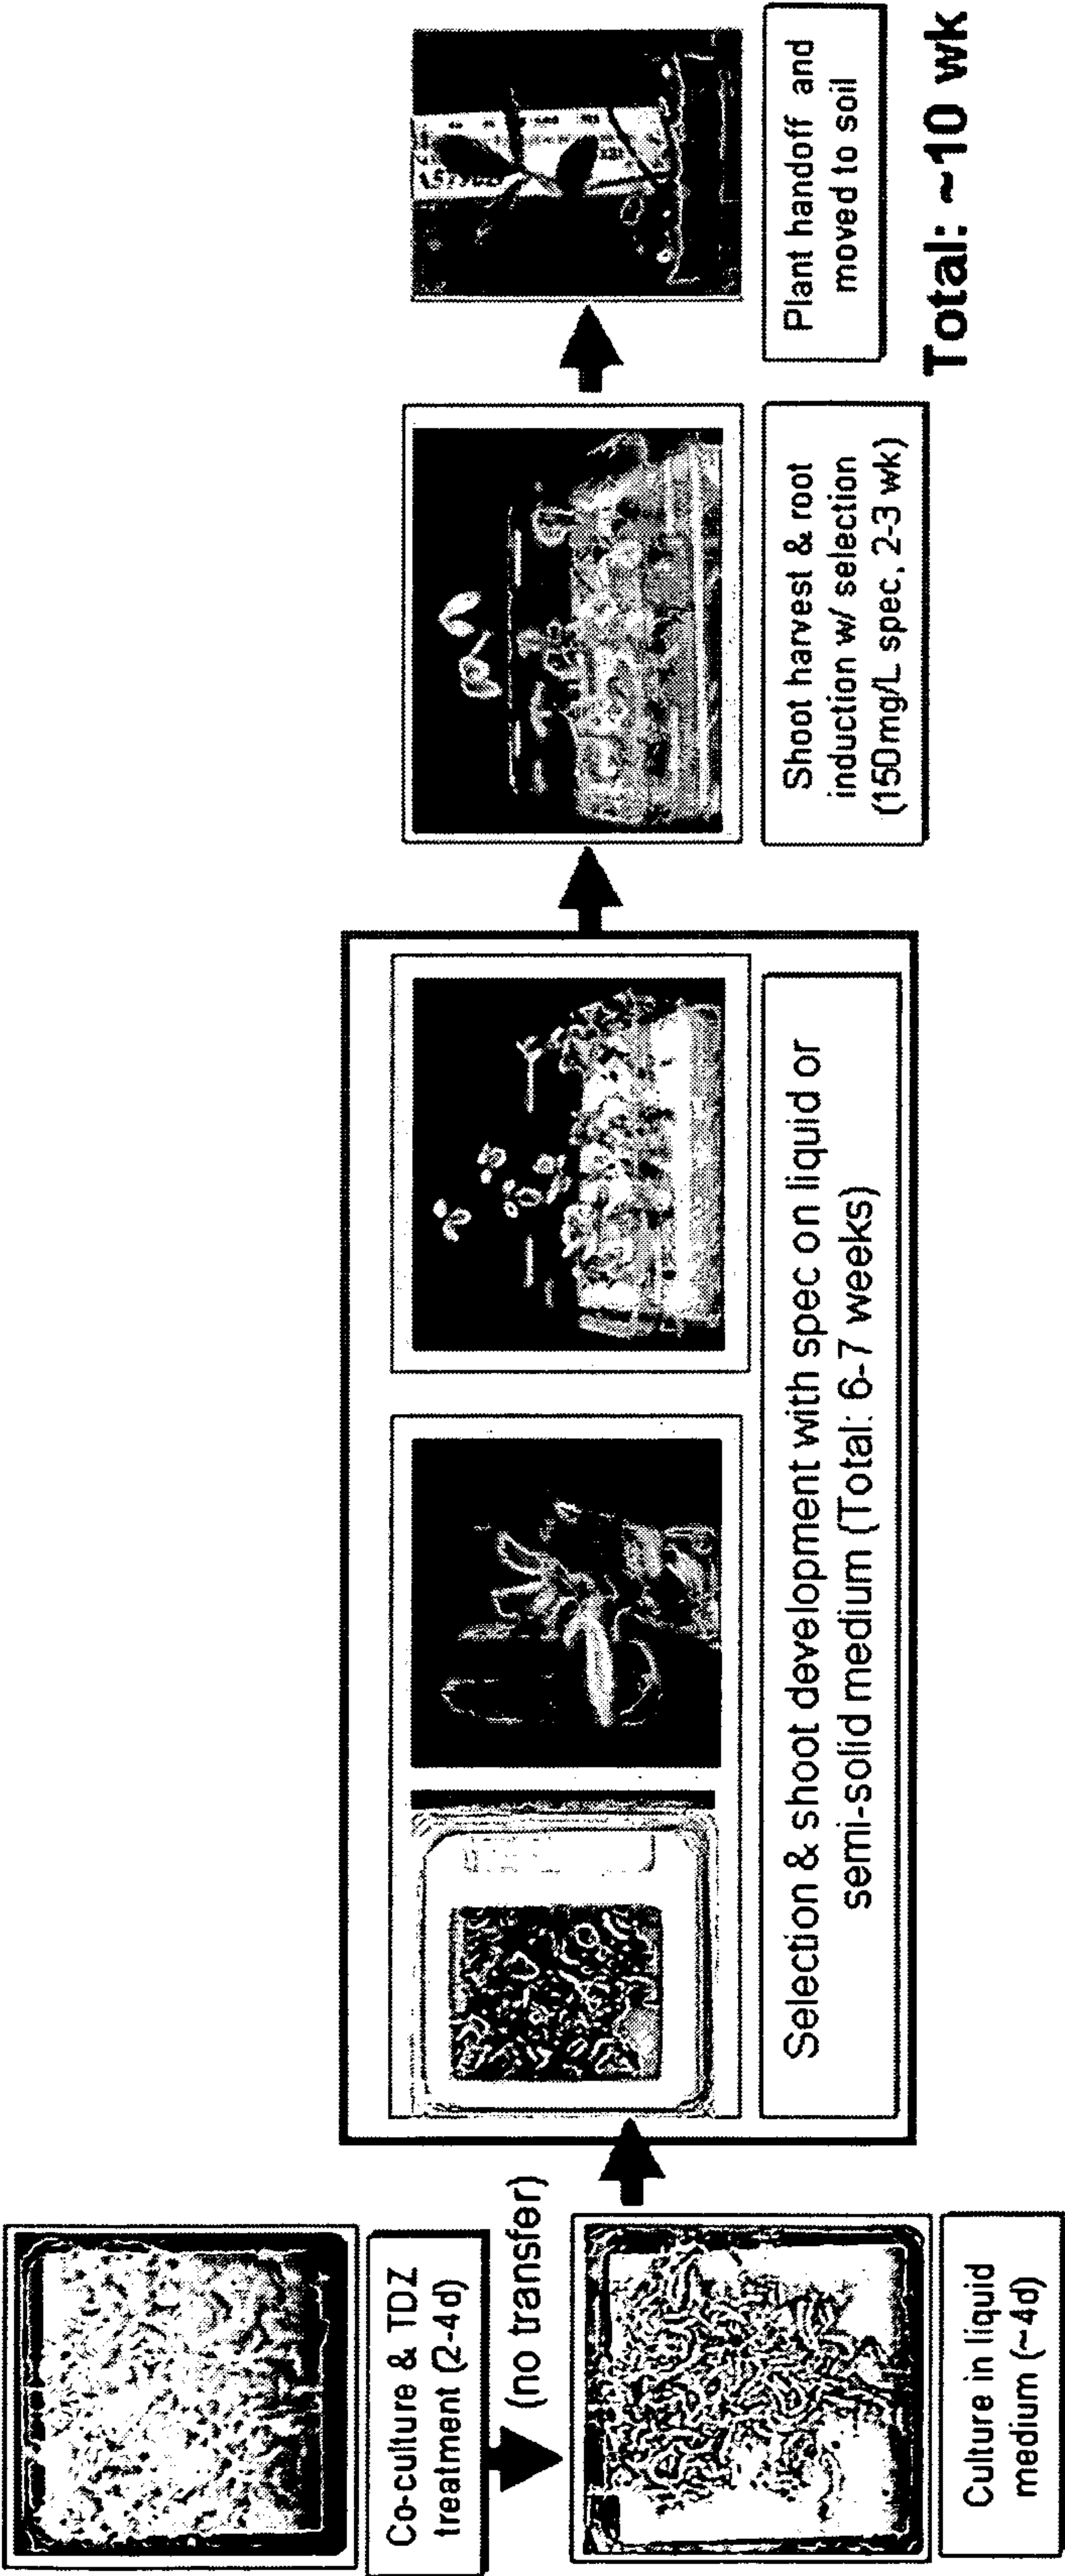 Co-culture & TDZ
treatment (2-4d)
(no transfer)
Culture in liquid
medium (~4d)
Selection & shoot development with spec on liquid or
semi-solid medium (Total: 6-7 weeks)
Shoot harvest & root
induction w/ selection
(150mg/L spec, 2-3 wk)
Plant handoff and
moved to soil
Total: ~10 wk